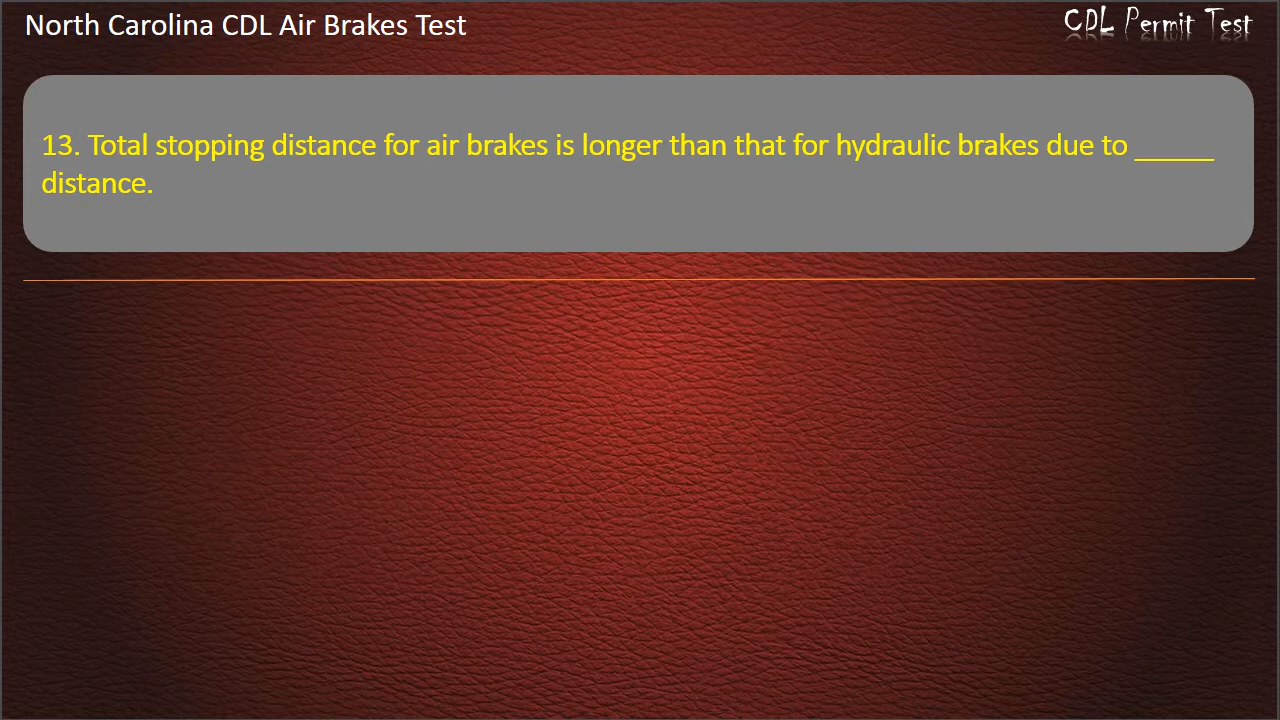 North Carolina CDL Air Brakes Test
CDL Permit Test
13. Total stopping distance for air brakes is longer than that for hydraulic brakes due to ______
distance.